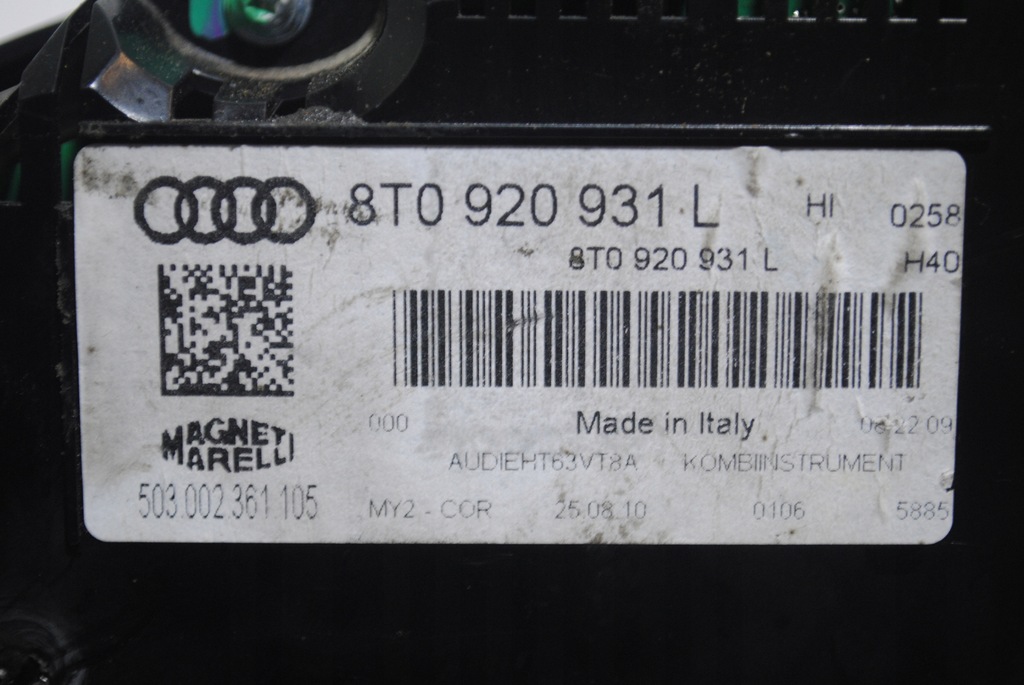 8T0 920 931 L HI 0258
8T0 920 931 L H40
000 Made in Italy 06 22 09
MAGNETI
MARELLI
AUDIEHT63VT8A KOMBIINSTRUMENT
503 002 361 105
MY2 - COR 25.08.10 0106 5885